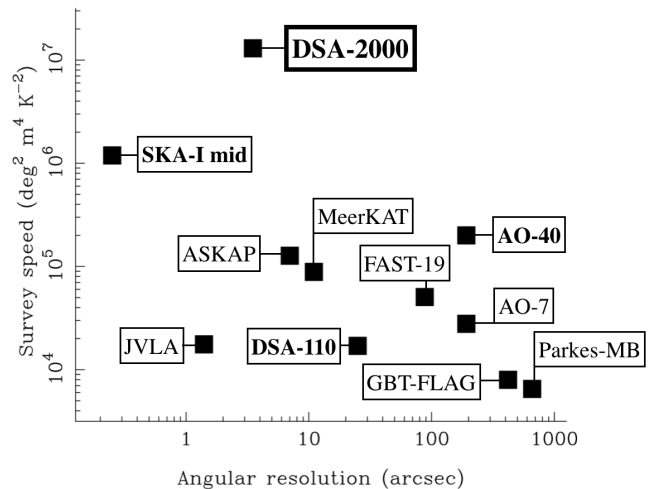 Survey speed (deg² m⁴ K⁻²)
10⁷
10⁶
10⁵
10⁴
DSA-2000
SKA-I mid
MeerKAT
ASKAP
AO-40
FAST-19
AO-7
JVLA
DSA-110
Parkes-MB
GBT-FLAG
1 10 100 1000
Angular resolution (arcsec)